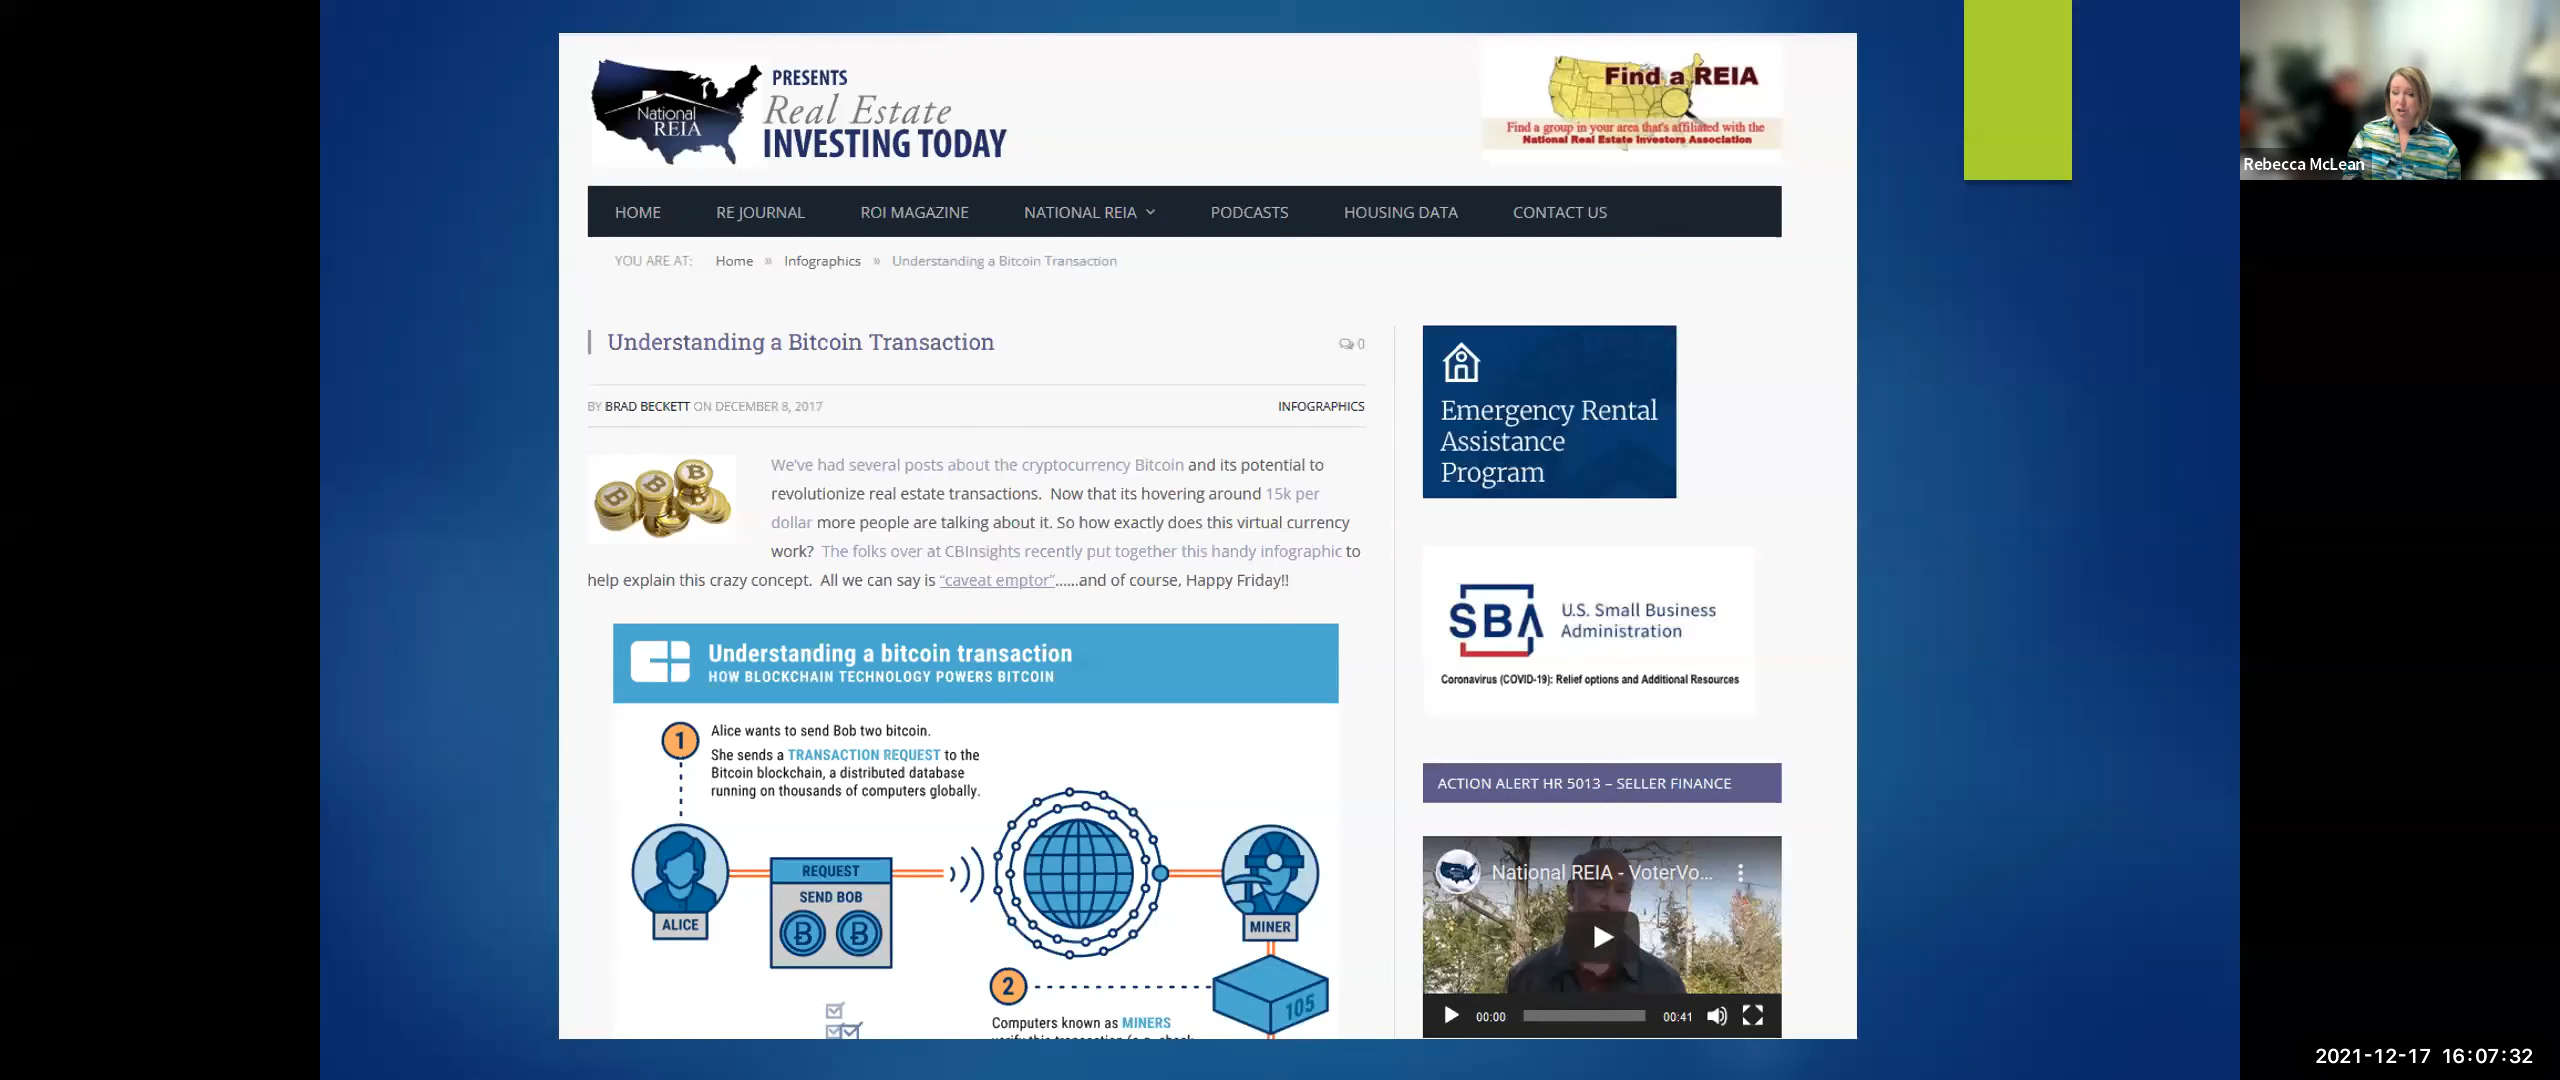 National
REIA
PRESENTS
Real Estate
INVESTING TODAY
Find a REIA
Find a group in your area that's affiliated with the
National Real Estate Investors Association
Rebecca McLean
HOME RE JOURNAL ROI MAGAZINE NATIONAL REIA PODCASTS HOUSING DATA CONTACT US
YOU ARE AT: Home » Infographics » Understanding a Bitcoin Transaction
Understanding a Bitcoin Transaction
0
BY BRAD BECKETT ON DECEMBER 8, 2017
INFOGRAPHICS
We've had several posts about the cryptocurrency Bitcoin and its potential to
revolutionize real estate transactions. Now that its hovering around 15k per
dollar more people are talking about it. So how exactly does this virtual currency
work? The folks over at CBInsights recently put together this handy infographic to
help explain this crazy concept. All we can say is “caveat emptor”……and of course, Happy Friday!!
Understanding a bitcoin transaction
HOW BLOCKCHAIN TECHNOLOGY POWERS BITCOIN
1
Alice wants to send Bob two bitcoin.
She sends a TRANSACTION REQUEST to the
Bitcoin blockchain, a distributed database
running on thousands of computers globally.
ALICE
REQUEST
SEND BOB
MINER
105
2
Computers known as MINERS
Emergency Rental
Assistance
Program
SBA
U.S. Small Business
Administration
Coronavirus (COVID-19): Relief options and Additional Resources
ACTION ALERT HR 5013 – SELLER FINANCE
National REIA - VoterVo...
00:00 00:41
2021-12-17 16:07:32